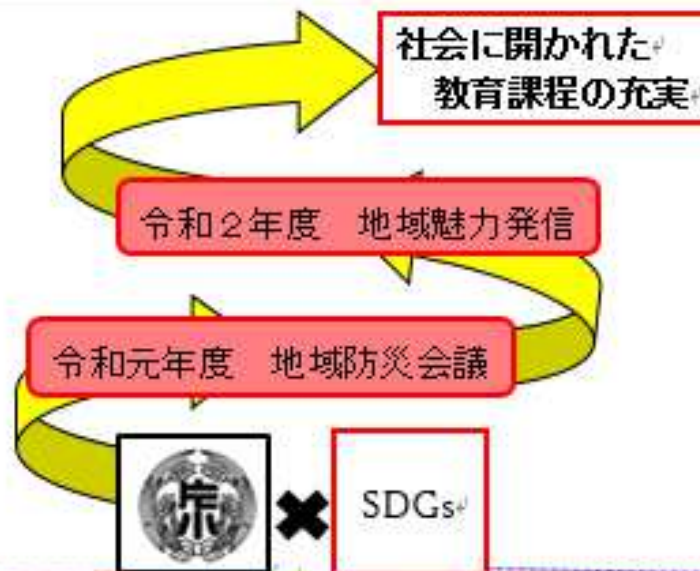 社会に開かれた
教育課程の充実
令和２年度　地域魅力発信
令和元年度　地域防災会議
SDGs